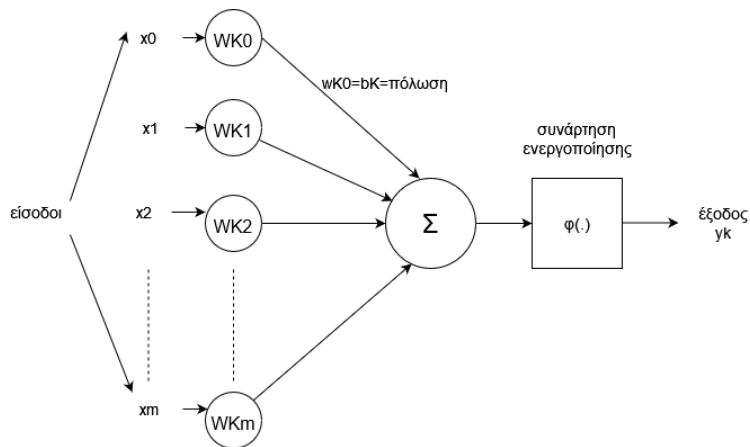 x0
WK0
wK0=bK=πόλωση
x1
WK1
συνάρτηση
ενεργοποίησης
είσοδοι
x2
WK2
Σ
φ(.)
έξοδος
yk
xm
WKm